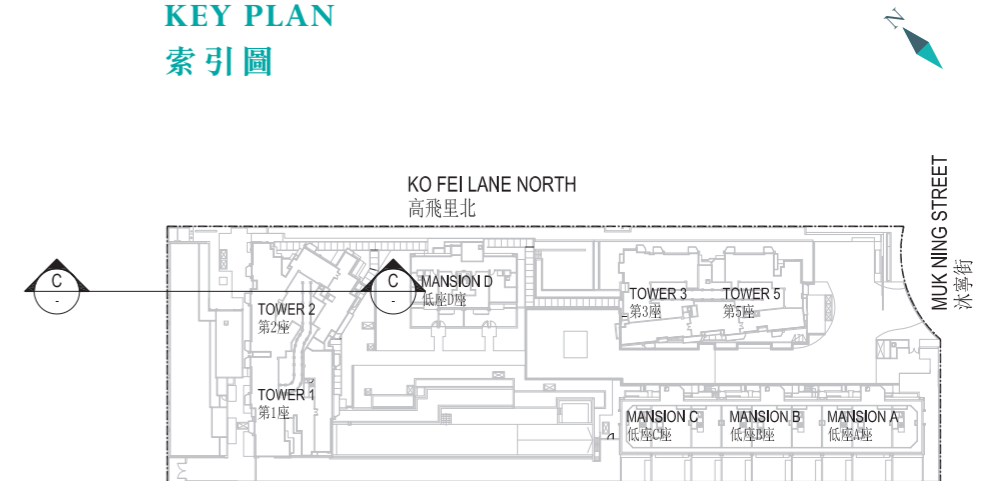 KEY PLAN
索引圖
N
KO FEI LANE NORTH
高飛里北
MUK NING STREET
沐寧街
C
-
C
-
MANSION D
低座D座
TOWER 2
第2座
TOWER 3
第3座
TOWER 5
第5座
TOWER 1
第1座
MANSION C
低座C座
MANSION B
低座B座
MANSION A
低座A座